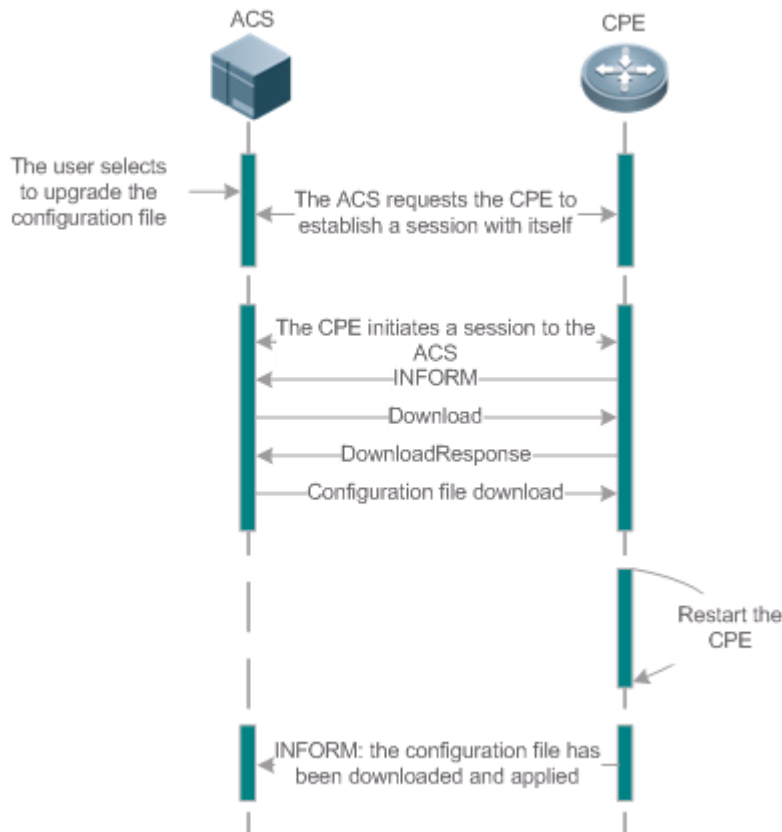 ACS
CPE
The user selects
to upgrade the
configuration file
The ACS requests the CPE to
establish a session with itself
The CPE initiates a session to the
ACS
INFORM
Download
DownloadResponse
Configuration file download
Restart the
CPE
INFORM: the configuration file has
been downloaded and applied